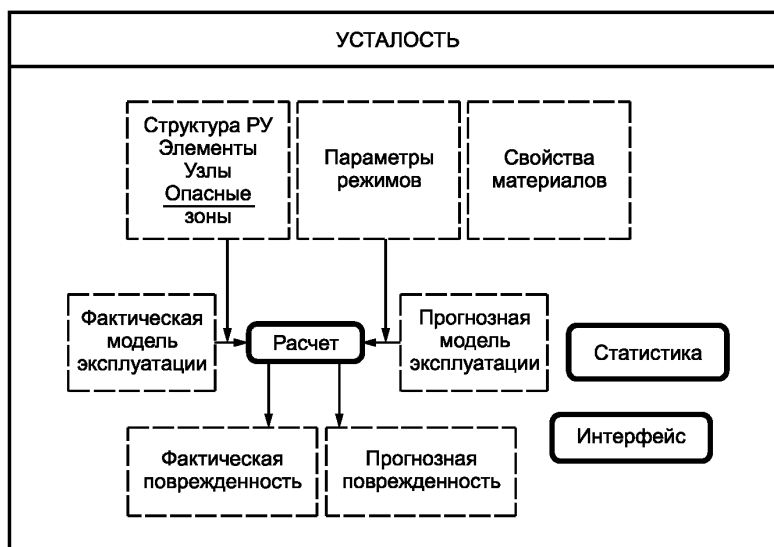 УСТАЛОСТЬ
Структура РУ
Элементы
Узлы
Опасные
зоны
Параметры
режимов
Свойства
материалов
Фактическая
модель
эксплуатации
Расчет
Прогнозная
модель
эксплуатации
Статистика
Интерфейс
Фактическая
поврежденность
Прогнозная
поврежденность